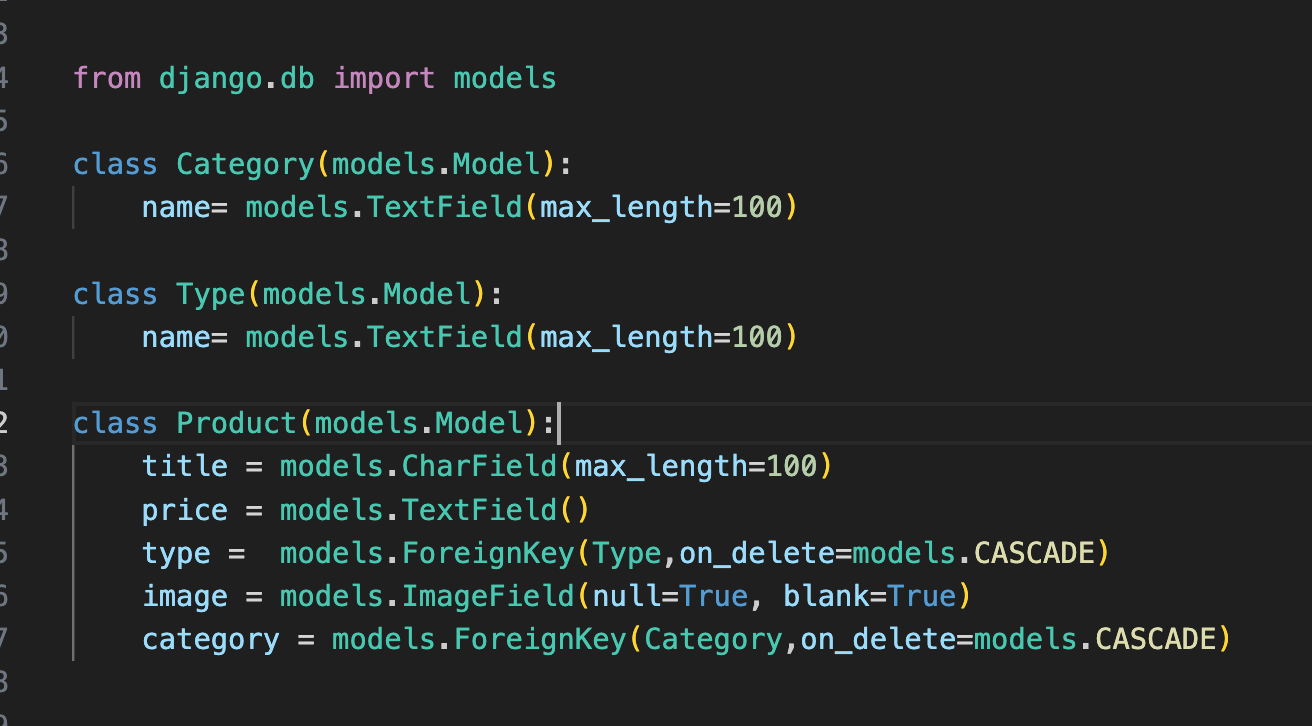 3
4 from django.db import models
5
6 class Category(models.Model):
7 name= models.TextField(max_length=100)
8
9 class Type(models.Model):
0 name= models.TextField(max_length=100)
1
2 class Product(models.Model):
3 title = models.CharField(max_length=100)
4 price = models.TextField()
5 type =  models.ForeignKey(Type,on_delete=models.CASCADE)
6 image = models.ImageField(null=True, blank=True)
7 category = models.ForeignKey(Category,on_delete=models.CASCADE)
8
9